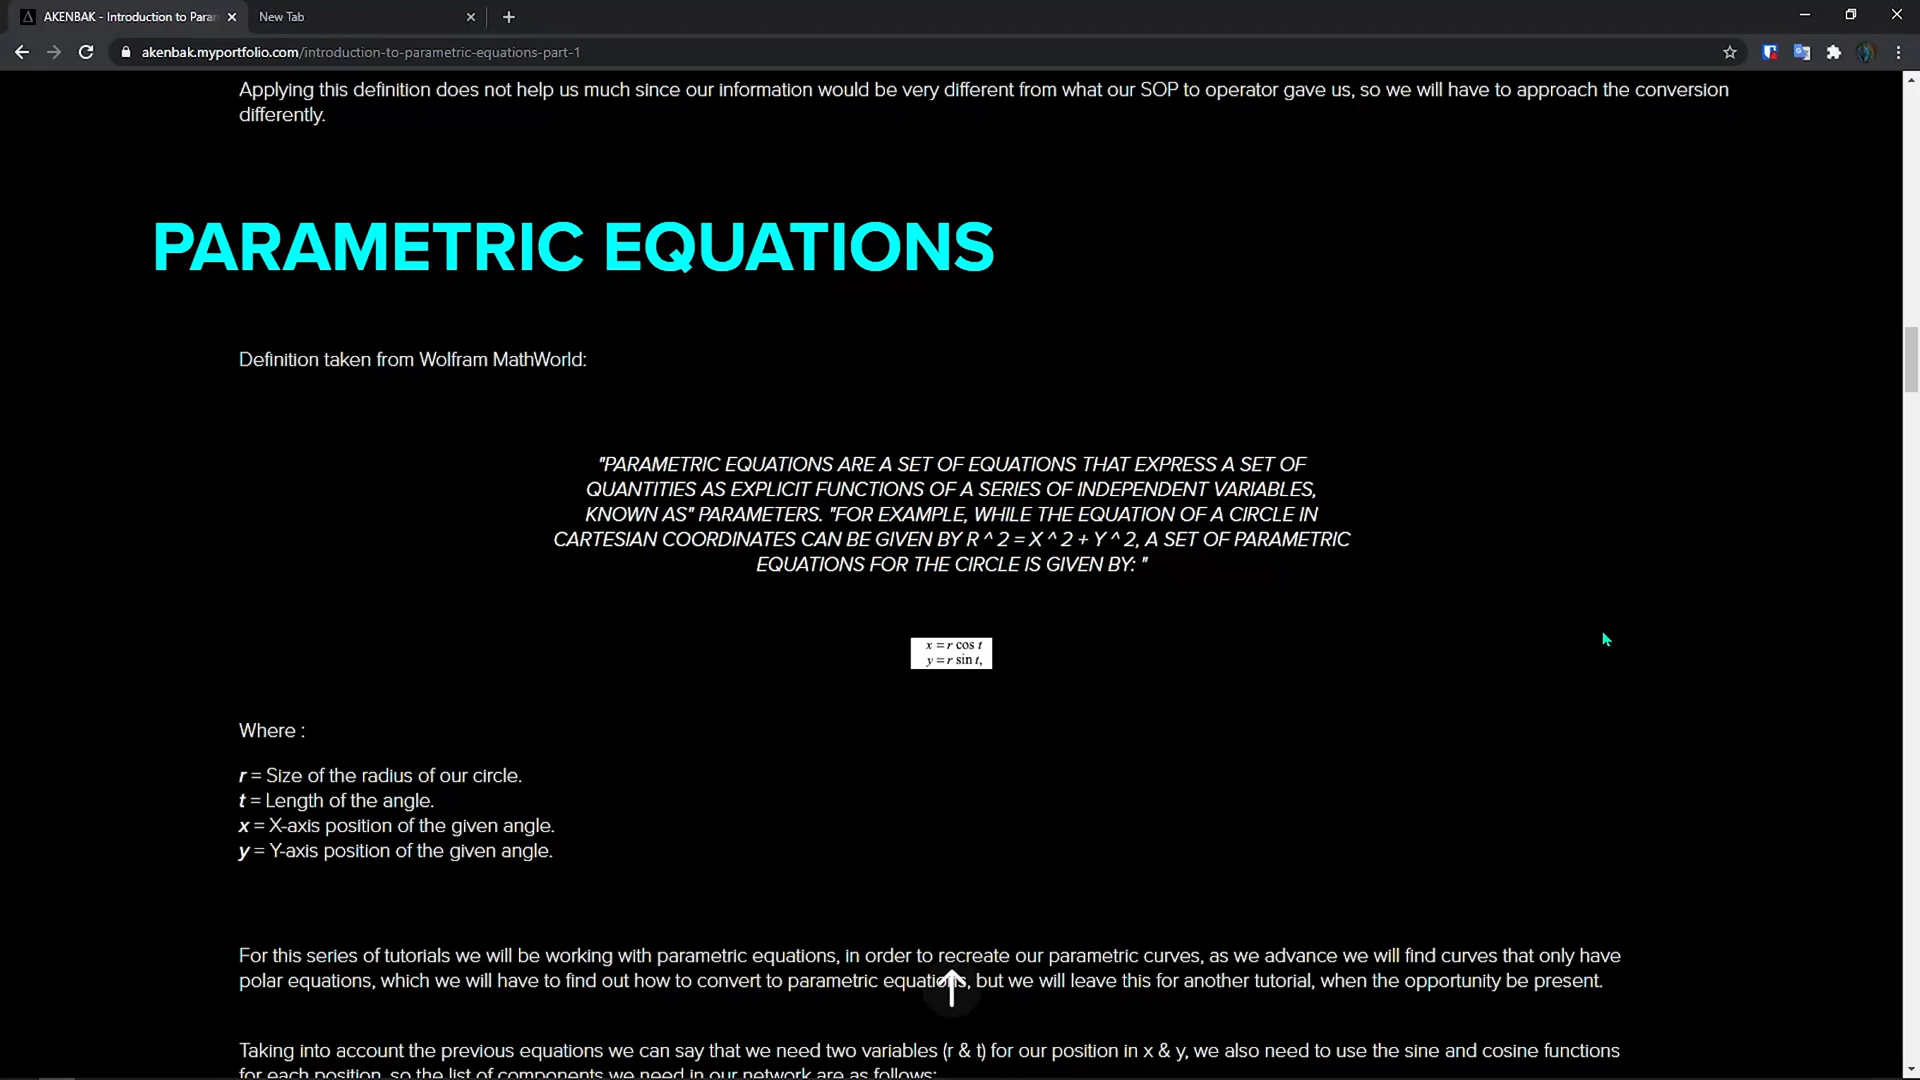 AKENBAK - Introduction to Paran
New Tab
akenbak.myportfolio.com/introduction-to-parametric-equations-part-1
Applying this definition does not help us much since our information would be very different from what our SOP to operator gave us, so we will have to approach the conversion
differently.
PARAMETRIC EQUATIONS
Definition taken from Wolfram MathWorld:
"PARAMETRIC EQUATIONS ARE A SET OF EQUATIONS THAT EXPRESS A SET OF
QUANTITIES AS EXPLICIT FUNCTIONS OF A SERIES OF INDEPENDENT VARIABLES,
KNOWN AS" PARAMETERS. "FOR EXAMPLE, WHILE THE EQUATION OF A CIRCLE IN
CARTESIAN COORDINATES CAN BE GIVEN BY R ^ 2 = X ^ 2 + Y ^ 2, A SET OF PARAMETRIC
EQUATIONS FOR THE CIRCLE IS GIVEN BY: "
x = r cos t
y = r sin t,
Where :
r = Size of the radius of our circle.
t = Length of the angle.
x = X-axis position of the given angle.
y = Y-axis position of the given angle.
For this series of tutorials we will be working with parametric equations, in order to recreate our parametric curves, as we advance we will find curves that only have
polar equations, which we will have to find out how to convert to parametric equations, but we will leave this for another tutorial, when the opportunity be present.
Taking into account the previous equations we can say that we need two variables (r & t) for our position in x & y, we also need to use the sine and cosine functions
for each position, so the list of components we need in our network are as follows: